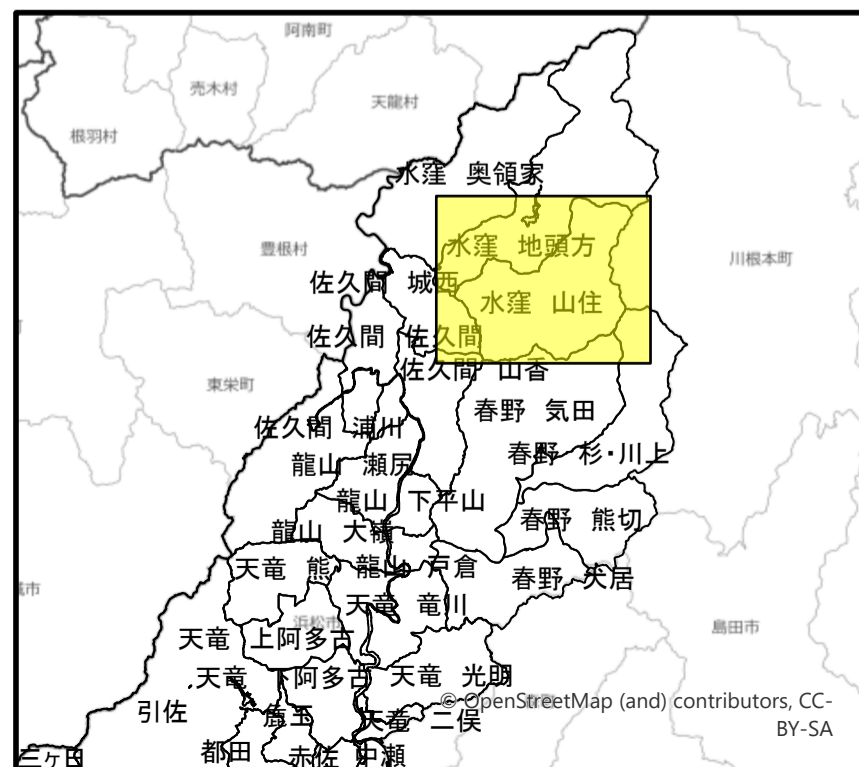 阿南町
売木村
天龍村
根羽村
水窪 奥領家
豊根村
水窪 地頭方
川根本町
佐久間 城西
水窪 山住
佐久間 佐久間
佐久間 山香
東栄町
春野 気田
佐久間 浦川
春野 杉・川上
龍山 瀬尻
龍山 下平山
春野 熊切
龍山 大嶺
天竜 熊
龍山 戸倉
春野 犬居
城市
天竜 竜川
浜松市
島田市
天竜 上阿多古
天竜 下阿多古
天竜 光明
© OpenStreetMap (and) contributors, CC-
BY-SA
引佐
麁玉
天竜 二俣
都田
赤佐
中瀬
三ヶ日